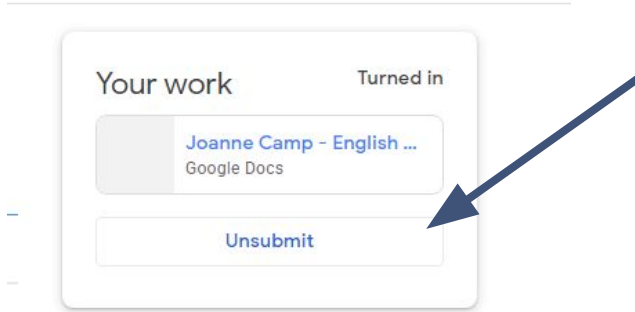 Your work
Turned in
Joanne Camp - English ...
Google Docs
Unsubmit